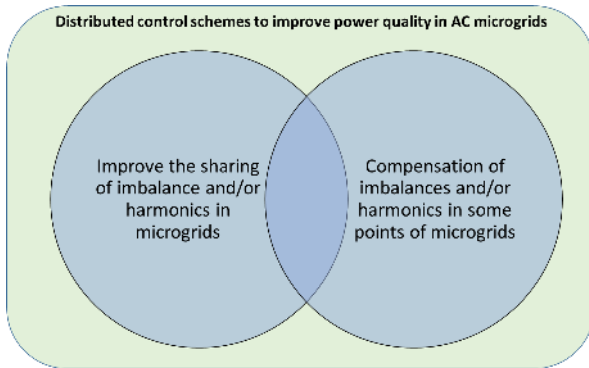 Distributed control schemes to improve power quality in AC microgrids
Improve the sharing
of imbalance and/or
harmonics in
microgrids
Compensation of
imbalances and/or
harmonics in some
points of microgrids